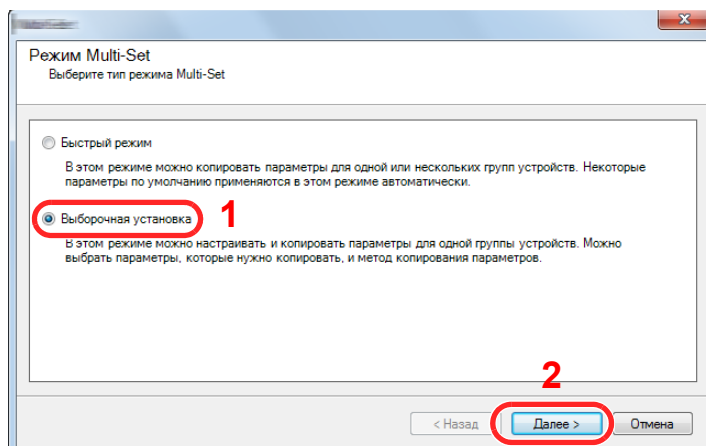 Режим Multi-Set
Выберите тип режима Multi-Set
Быстрый режим
В этом режиме можно копировать параметры для одной или нескольких групп устройств. Некоторые
параметры по умолчанию применяются в этом режиме автоматически.
Выборочная установка 1
В этом режиме можно настраивать и копировать параметры для одной группы устройств. Можно
выбрать параметры, которые нужно копировать, и метод копирования параметров.
2
< Назад Далее > Отмена